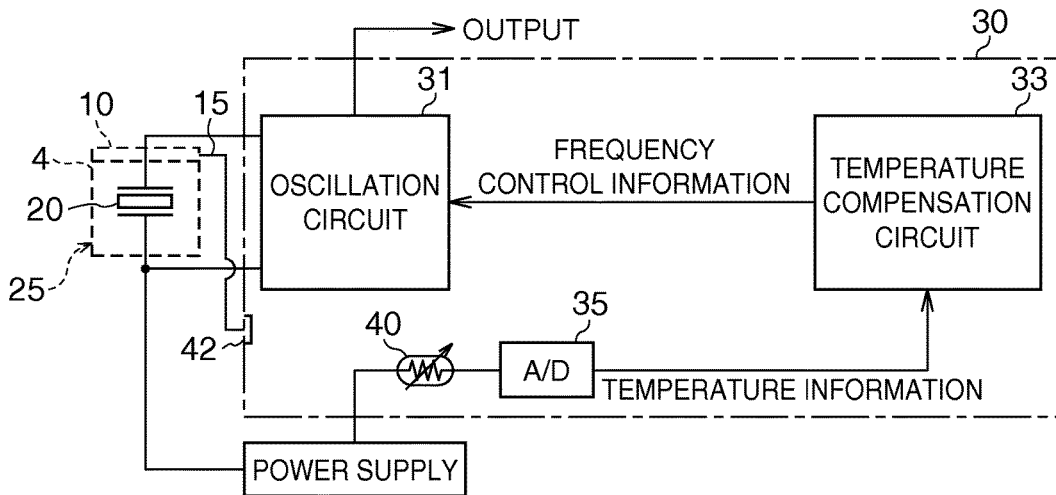 OUTPUT
30
31
33
10
15
4
20
25
OSCILLATION
CIRCUIT
FREQUENCY
CONTROL INFORMATION
TEMPERATURE
COMPENSATION
CIRCUIT
42
40
35
A/D
TEMPERATURE INFORMATION
POWER SUPPLY